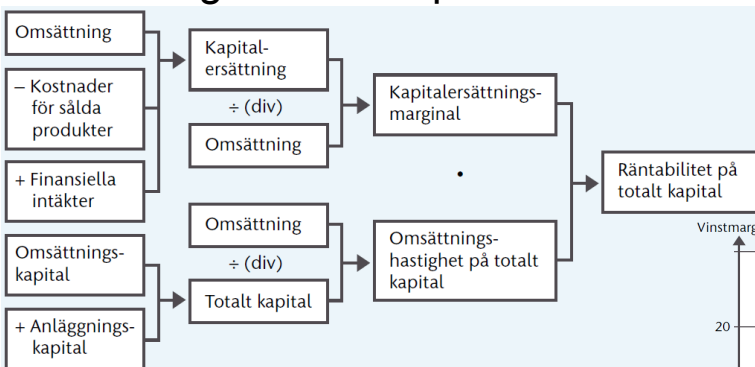 Omsättning
– Kostnader
för sålda
produkter
+ Finansiella
intäkter
Omsättnings-
kapital
+ Anläggnings-
kapital
Kapital-
ersättning
÷ (div)
Omsättning
Omsättning
÷ (div)
Totalt kapital
Kapitalersättnings-
marginal
•
Omsättnings-
hastighet på totalt
kapital
Räntabilitet på
totalt kapital
Vinstmarg
20